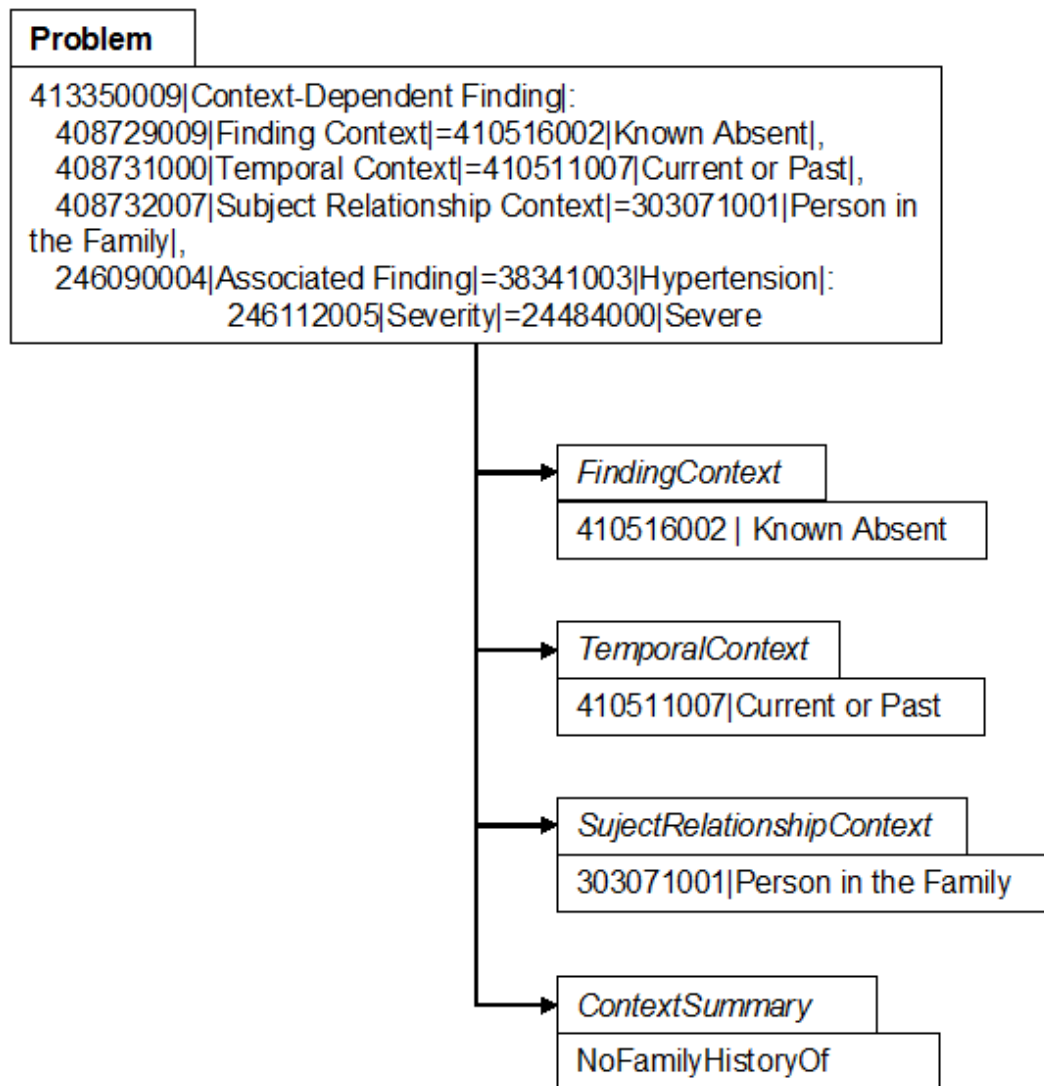 Problem
413350009|Context-Dependent Finding|:
408729009|Finding Context|=410516002|Known Absent|,
408731000|Temporal Context|=410511007|Current or Past|,
408732007|Subject Relationship Context|=303071001|Person in
the Family|,
246090004|Associated Finding|=38341003|Hypertension|:
246112005|Severity|=24484000|Severe
FindingContext
410516002 | Known Absent
TemporalContext
410511007|Current or Past
SujectRelationshipContext
303071001|Person in the Family
ContextSummary
NoFamilyHistoryOf